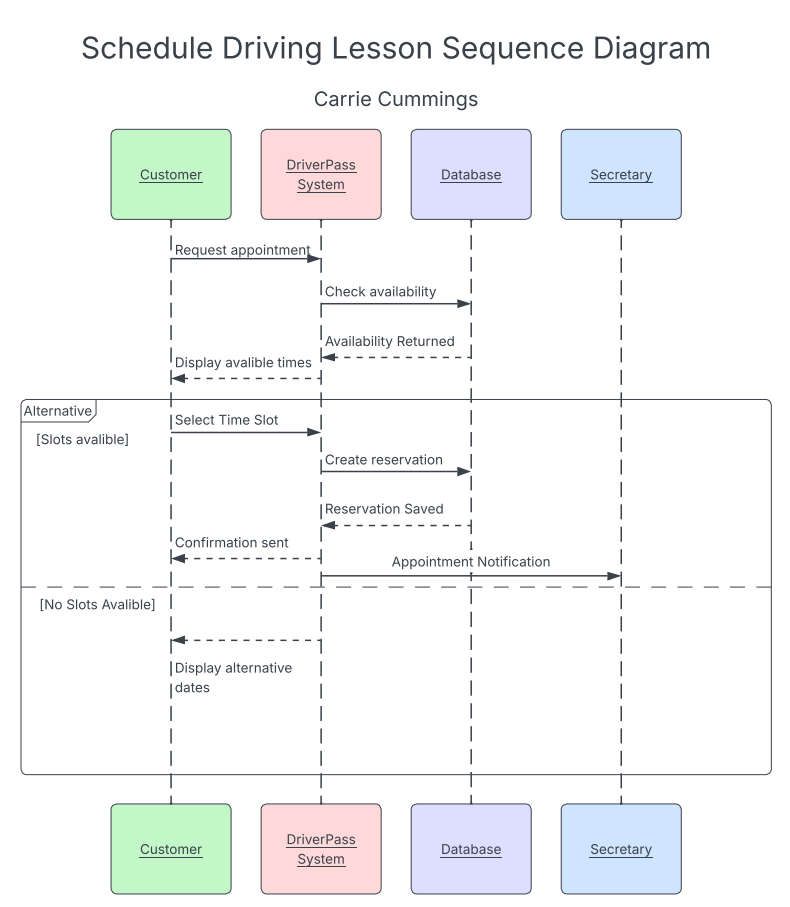 Schedule Driving Lesson Sequence Diagram
Carrie Cummings
Customer
DriverPass
System
Database
Secretary
Request appointment
Check availability
Availability Returned
Display avalible times
Alternative
Select Time Slot
[Slots avalible]
Create reservation
Reservation Saved
Confirmation sent
Appointment Notification
[No Slots Avalible]
Display alternative
dates
Customer
DriverPass
System
Database
Secretary